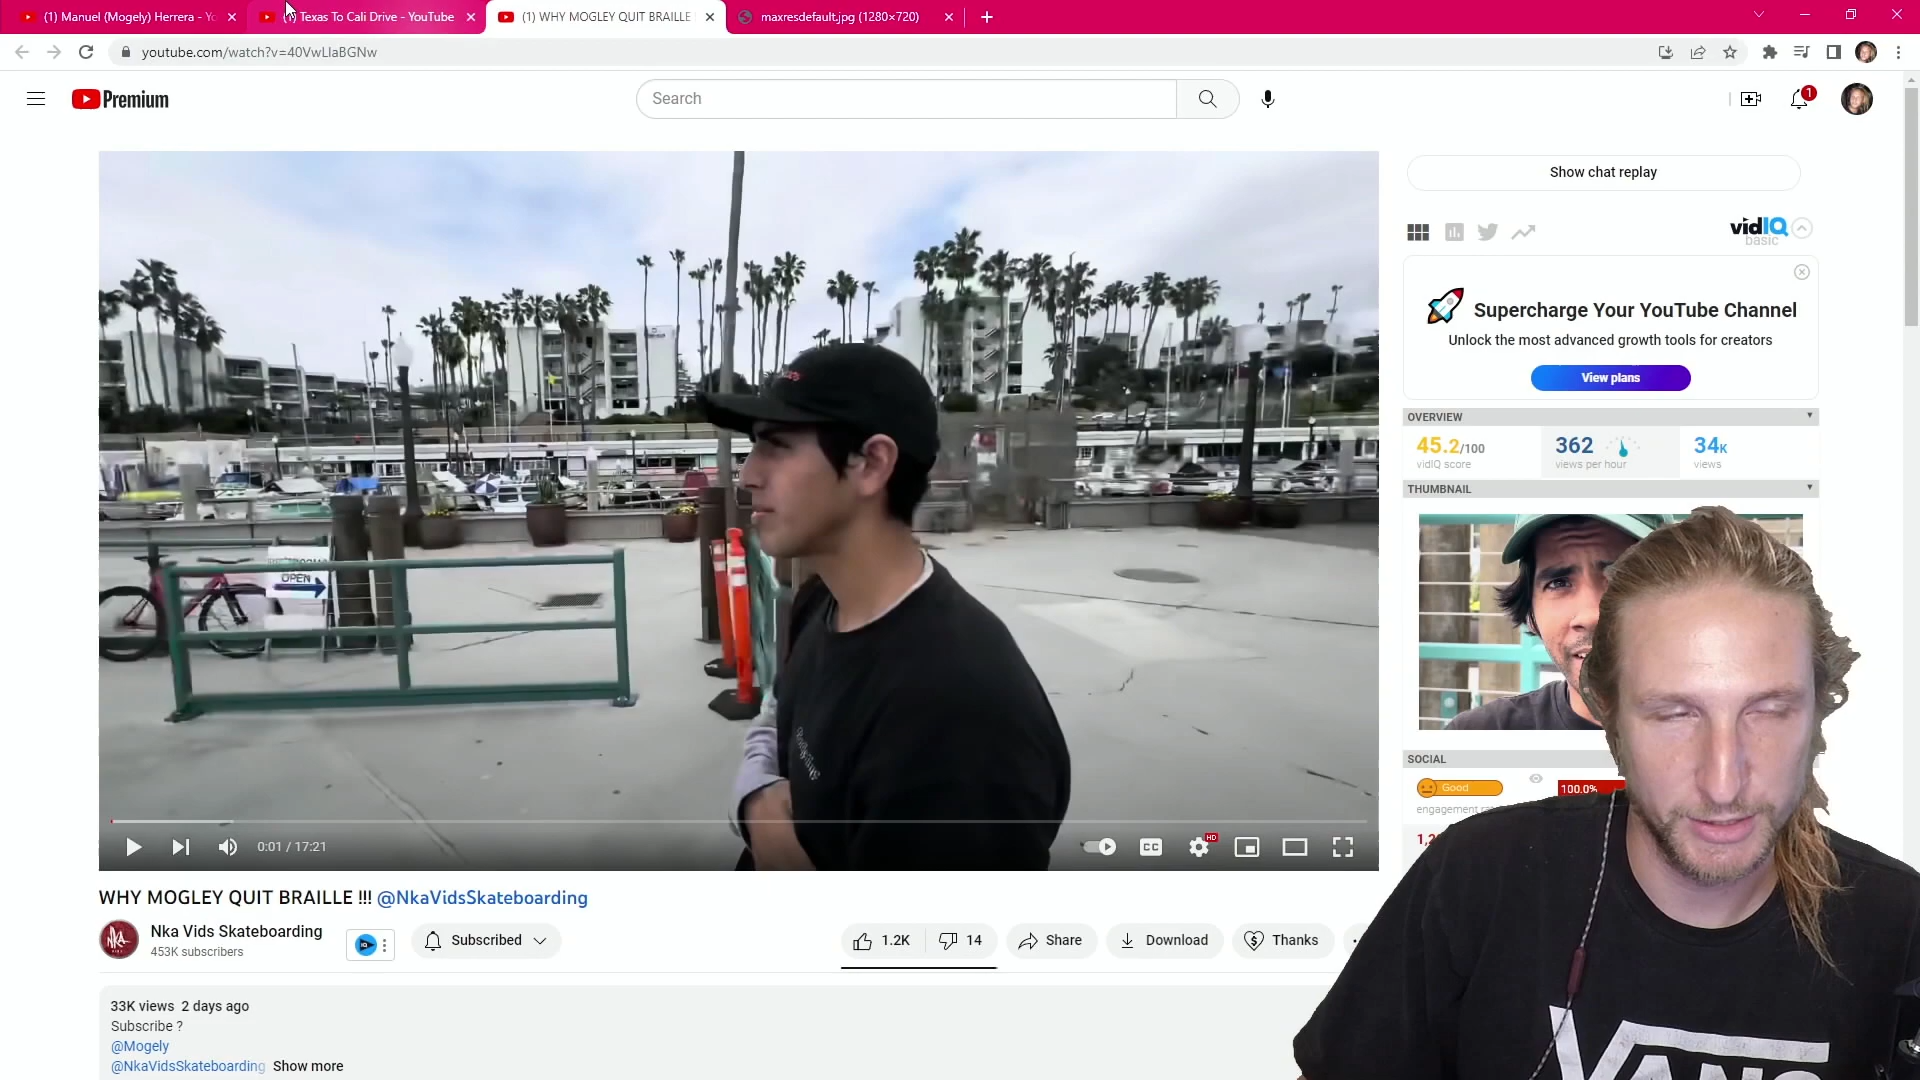 (1) Manuel (Mogely) Herrera - Yo
Texas To Cali Drive - YouTube
(1) WHY MOGLEY QUIT BRAILLE
maxresdefault.jpg (1280×720)
youtube.com/watch?v=40VwLlaBGNw
Premium
Search
1
Show chat replay
vidIQ
basic
Supercharge Your YouTube Channel
Unlock the most advanced growth tools for creators
View plans
OVERVIEW
45.2/100
362
34K
vidIQ score
views per hour
views
THUMBNAIL
OPEN
SOCIAL
Good
100.0%
0:01 / 17:21
CC
HD
WHY MOGLEY QUIT BRAILLE !!! @NkaVidsSkateboarding
Nka Vids Skateboarding
453K subscribers
Subscribed
1.2K
14
Share
Download
Thanks
33K views 2 days ago
Subscribe ?
@Mogely
@NkaVidsSkateboarding Show more
VANS